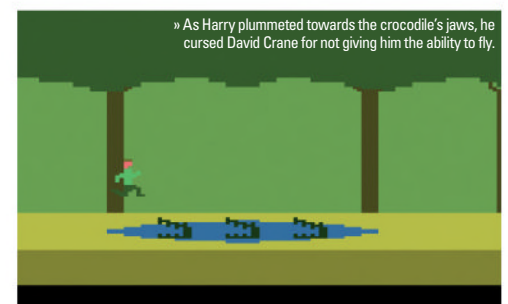 » As Harry plummeted towards the crocodile's jaws, he
cursed David Crane for not giving him the ability to fly.